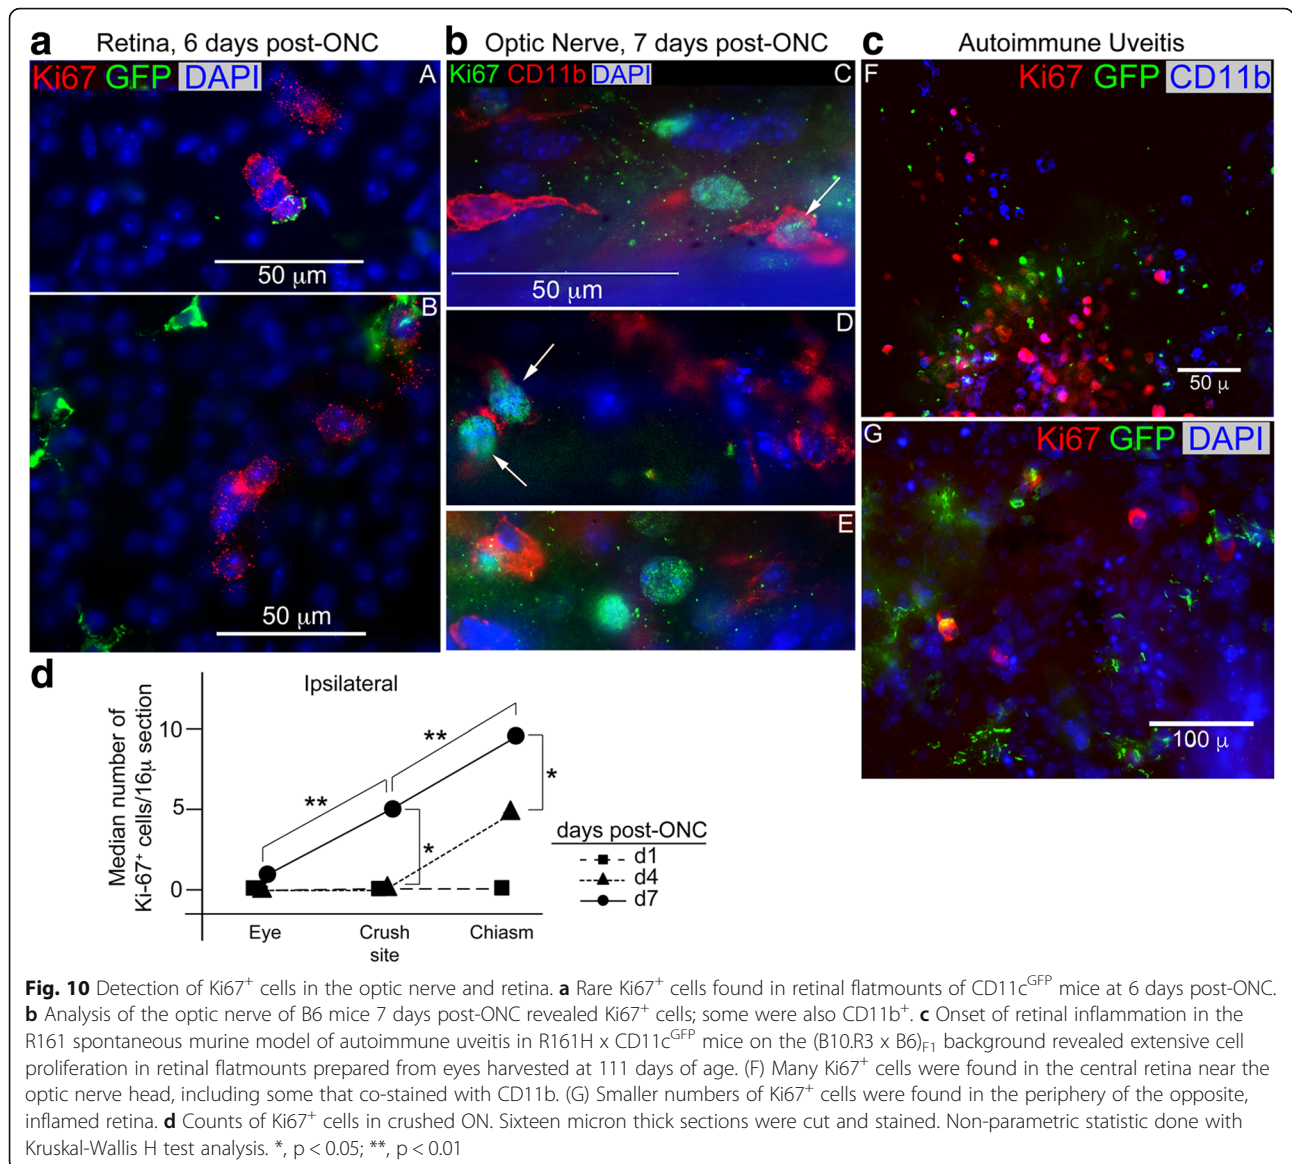 a Retina, 6 days post-ONC
Ki67 GFP DAPI A
50 μm
B
50 μm
b Optic Nerve, 7 days post-ONC
Ki67 CD11b DAPI C
50 μm
D
E
c Autoimmune Uveitis
F Ki67 GFP CD11b
50 μ
G Ki67 GFP DAPI
100 μ
d
Ipsilateral
Median number of
Ki-67⁺ cells/16μ section
10
5
0
**
**
*
*
Eye
Crush
site
Chiasm
days post-ONC
d1
d4
d7
Fig. 10 Detection of Ki67⁺ cells in the optic nerve and retina. a Rare Ki67⁺ cells found in retinal flatmounts of CD11cᴳᶠᴾ mice at 6 days post-ONC.
b Analysis of the optic nerve of B6 mice 7 days post-ONC revealed Ki67⁺ cells; some were also CD11b⁺. c Onset of retinal inflammation in the
R161 spontaneous murine model of autoimmune uveitis in R161H x CD11cᴳᶠᴾ mice on the (B10.R3 x B6)F1 background revealed extensive cell
proliferation in retinal flatmounts prepared from eyes harvested at 111 days of age. (F) Many Ki67⁺ cells were found in the central retina near the
optic nerve head, including some that co-stained with CD11b. (G) Smaller numbers of Ki67⁺ cells were found in the periphery of the opposite,
inflamed retina. d Counts of Ki67⁺ cells in crushed ON. Sixteen micron thick sections were cut and stained. Non-parametric statistic done with
Kruskal-Wallis H test analysis. *, p < 0.05; **, p < 0.01